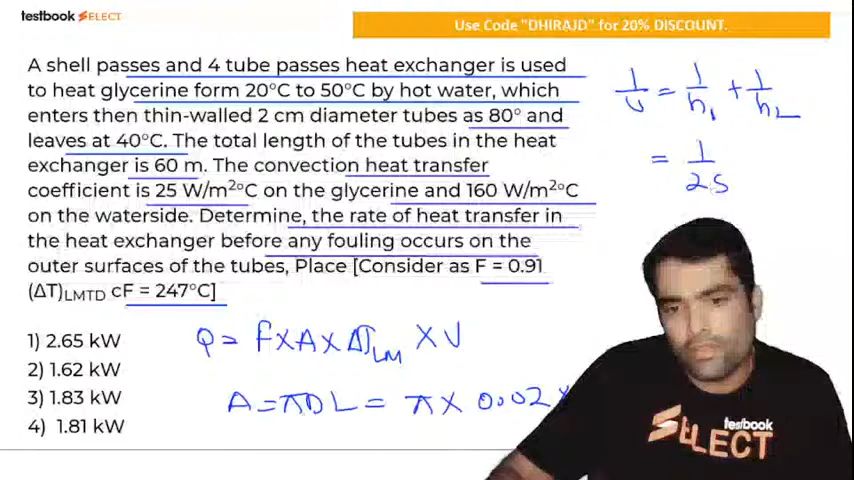 testbook SELECT
Use Code "DHIRAJD" for 20% DISCOUNT.
A shell passes and 4 tube passes heat exchanger is used
to heat glycerine form 20°C to 50°C by hot water, which
enters then thin-walled 2 cm diameter tubes as 80° and
leaves at 40°C. The total length of the tubes in the heat
exchanger is 60 m. The convection heat transfer
coefficient is 25 W/m²°C on the glycerine and 160 W/m²°C
on the waterside. Determine, the rate of heat transfer in
the heat exchanger before any fouling occurs on the
outer surfaces of the tubes, Place [Consider as F = 0.91
(ΔT)LMTD cF = 247°C]
1) 2.65 kW
2) 1.62 kW
3) 1.83 kW
4) 1.81 kW
1/U = 1/h1 + 1/h2
= 1/25
Q = F×A×ΔTLM ×U
A = πDL = π × 0.02 ×
testbook
SELECT